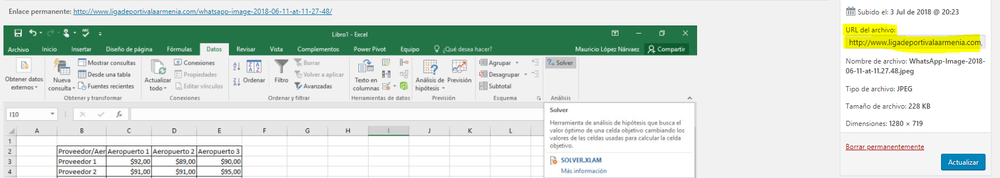 Enlace permanente: http://www.ligadeportivalaarmenia.com/whatsapp-image-2018-06-11-at-11-27-48/
Libro1 - Excel
Archivo Inicio Insertar Diseño de página Fórmulas Datos Revisar Vista Complementos Power Pivot Equipo ¿Qué desea hacer? Mauricio López Nárvaez Compartir
Obtener datos externos
Nueva consulta
Mostrar consultas
Desde una tabla
Fuentes recientes
Obtener y transformar
Actualizar todo
Conexiones
Propiedades
Editar vínculos
Conexiones
Ordenar
Filtro
Borrar
Volver a aplicar
Avanzadas
Ordenar y filtrar
Texto en columnas
Herramientas de datos
Análisis de hipótesis
Previsión
Previsión
Agrupar
Desagrupar
Subtotal
Esquema
Solver
Análisis
I10 fx
A B C D E F G H I J K L
1
2 Proveedor/Aer Aeropuerto 1 Aeropuerto 2 Aeropuerto 3
3 Proveedor 1 $92,00 $89,00 $90,00
4 Proveedor 2 $91,00 $91,00 $95,00
Solver
Herramienta de análisis de hipótesis que busca el
valor óptimo de una celda objetivo cambiando los
valores de las celdas usadas para calcular la celda
objetivo.
SOLVER.XLAM
Más información
Subido el: 3 Jul de 2018 @ 20:23
URL del archivo:
http://www.ligadeportivalaarmenia.com,
Nombre de archivo: WhatsApp-Image-2018-
06-11-at-11.27.48.jpeg
Tipo de archivo: JPEG
Tamaño de archivo: 228 KB
Dimensiones: 1280 × 719
Borrar permanentemente
Actualizar